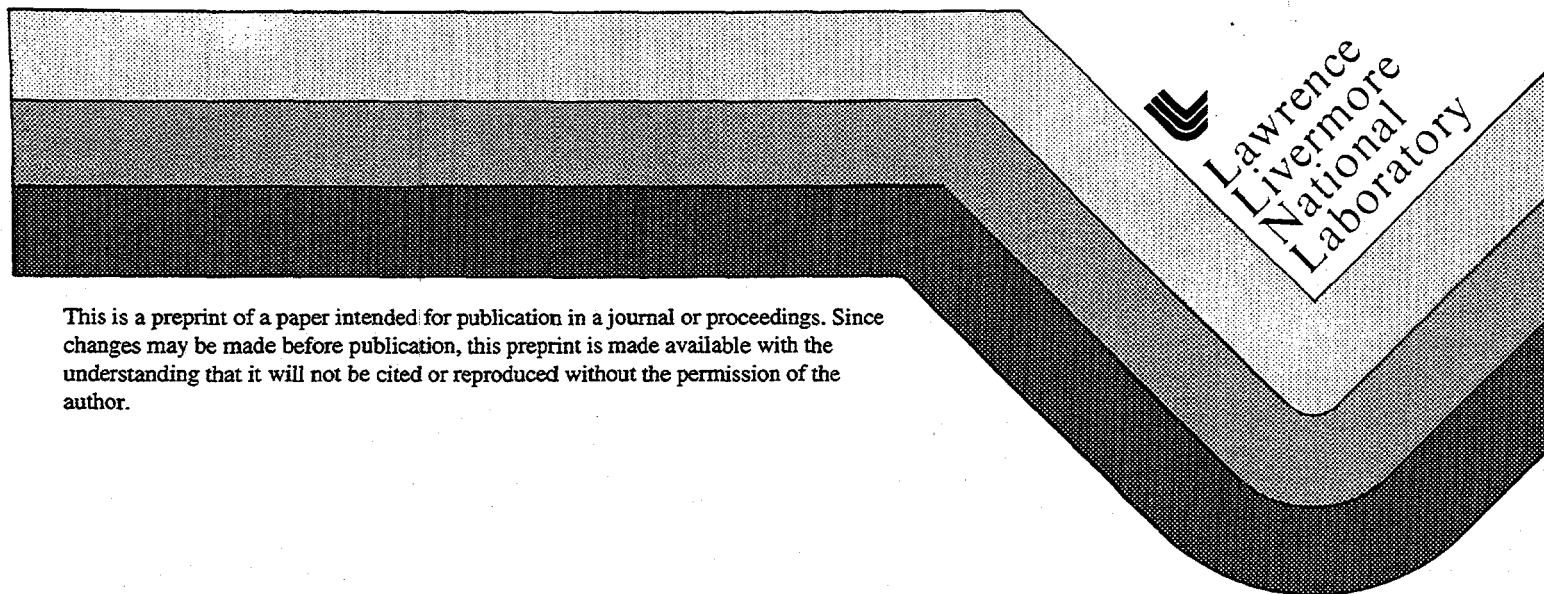 Lawrence
Livermore
National
Laboratory
This is a preprint of a paper intended for publication in a journal or proceedings. Since
changes may be made before publication, this preprint is made available with the
understanding that it will not be cited or reproduced without the permission of the
author.